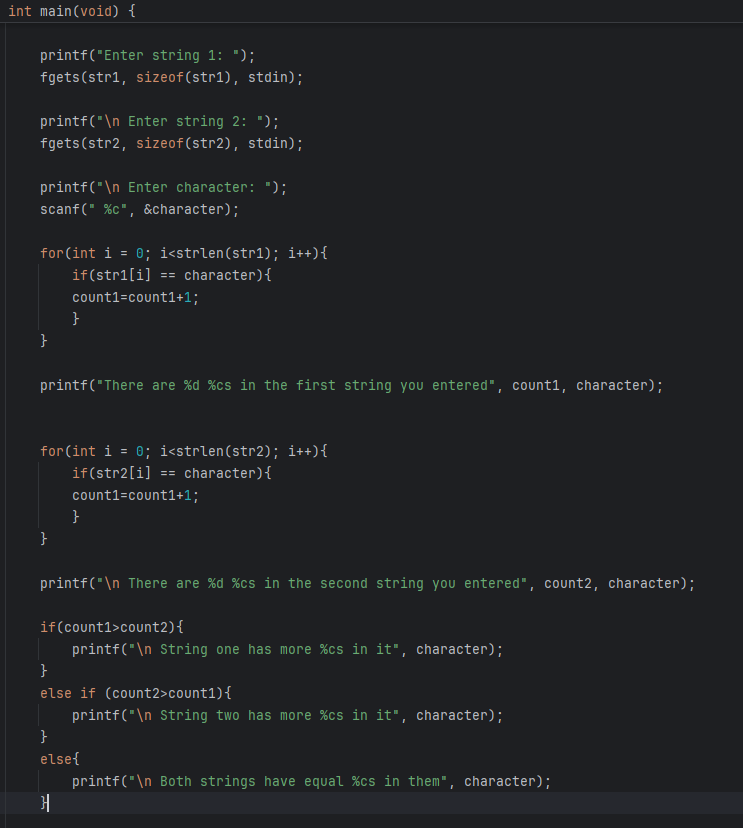 int main(void) {
printf("Enter string 1: ");
fgets(str1, sizeof(str1), stdin);
printf("\n Enter string 2: ");
fgets(str2, sizeof(str2), stdin);
printf("\n Enter character: ");
scanf(" %c", &character);
for(int i = 0; i<strlen(str1); i++){
if(str1[i] == character){
count1=count1+1;
}
}
printf("There are %d %cs in the first string you entered", count1, character);
for(int i = 0; i<strlen(str2); i++){
if(str2[i] == character){
count1=count1+1;
}
}
printf("\n There are %d %cs in the second string you entered", count2, character);
if(count1>count2){
printf("\n String one has more %cs in it", character);
}
else if (count2>count1){
printf("\n String two has more %cs in it", character);
}
else{
printf("\n Both strings have equal %cs in them", character);
}